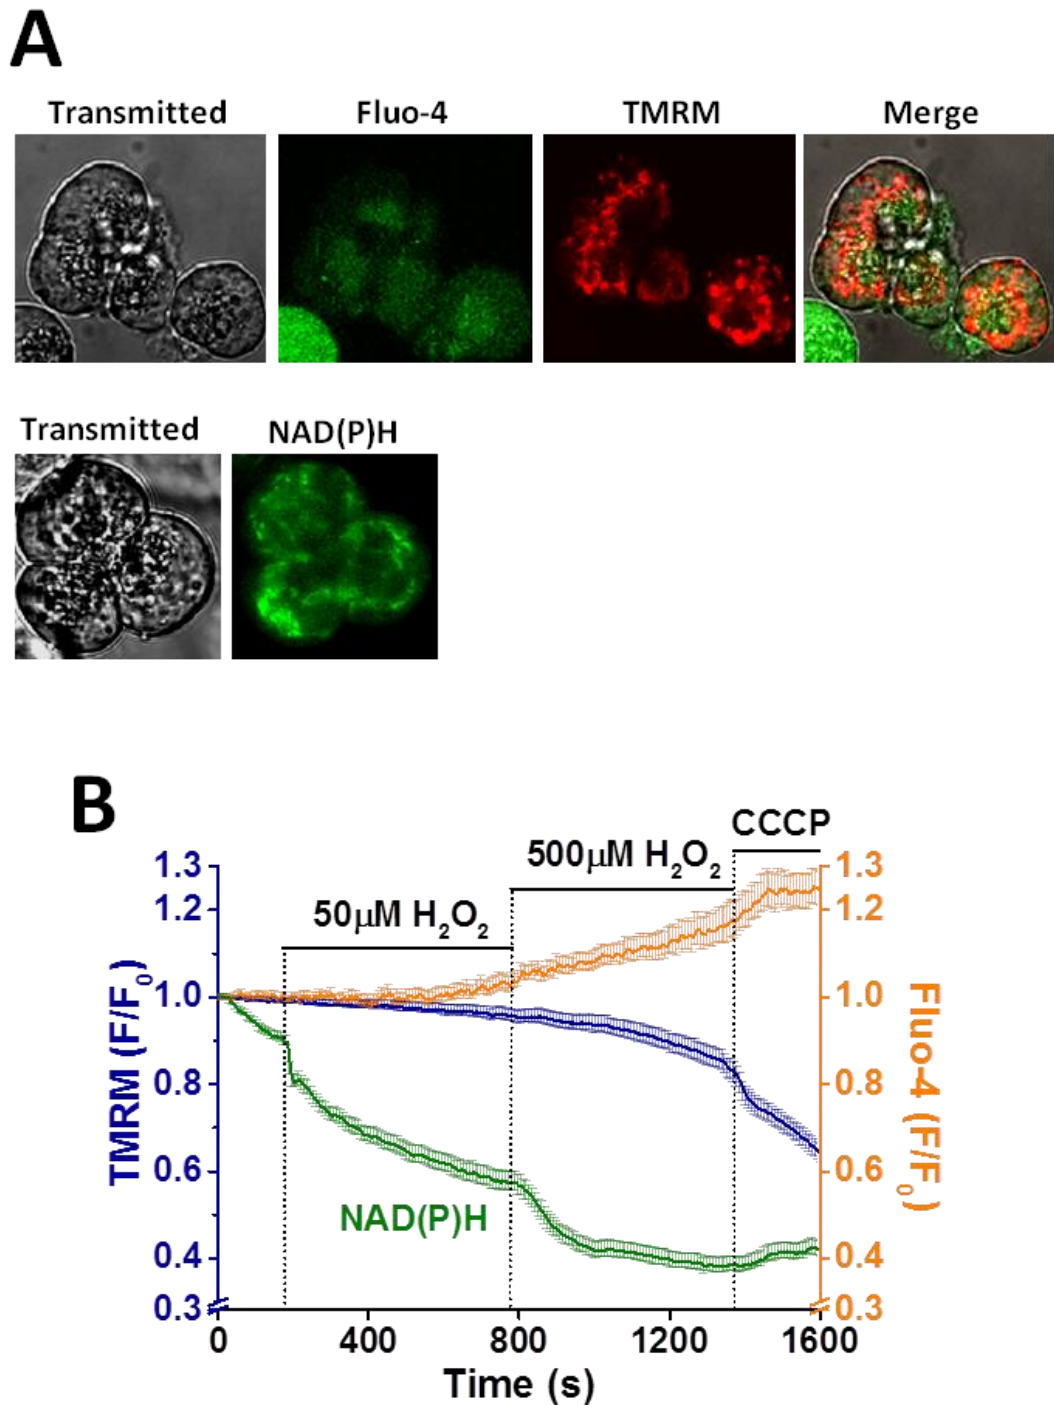 A
Transmitted Fluo-4 TMRM Merge
Transmitted NAD(P)H
B
CCCP
500μM H₂O₂
50μM H₂O₂
1.3 1.3
1.2 1.2
1.0 1.0
0.8 0.8
0.6 0.6
0.4 0.4
0.3 0.3
TMRM (F/F₀)
Fluo-4 (F/F₀)
NAD(P)H
0 400 800 1200 1600
Time (s)